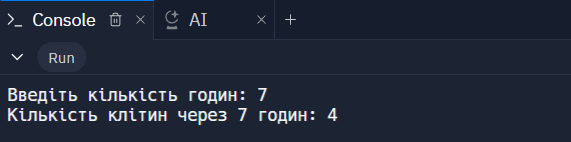 Console AI
Run
Введіть кількість годин: 7
Кількість клітин через 7 годин: 4